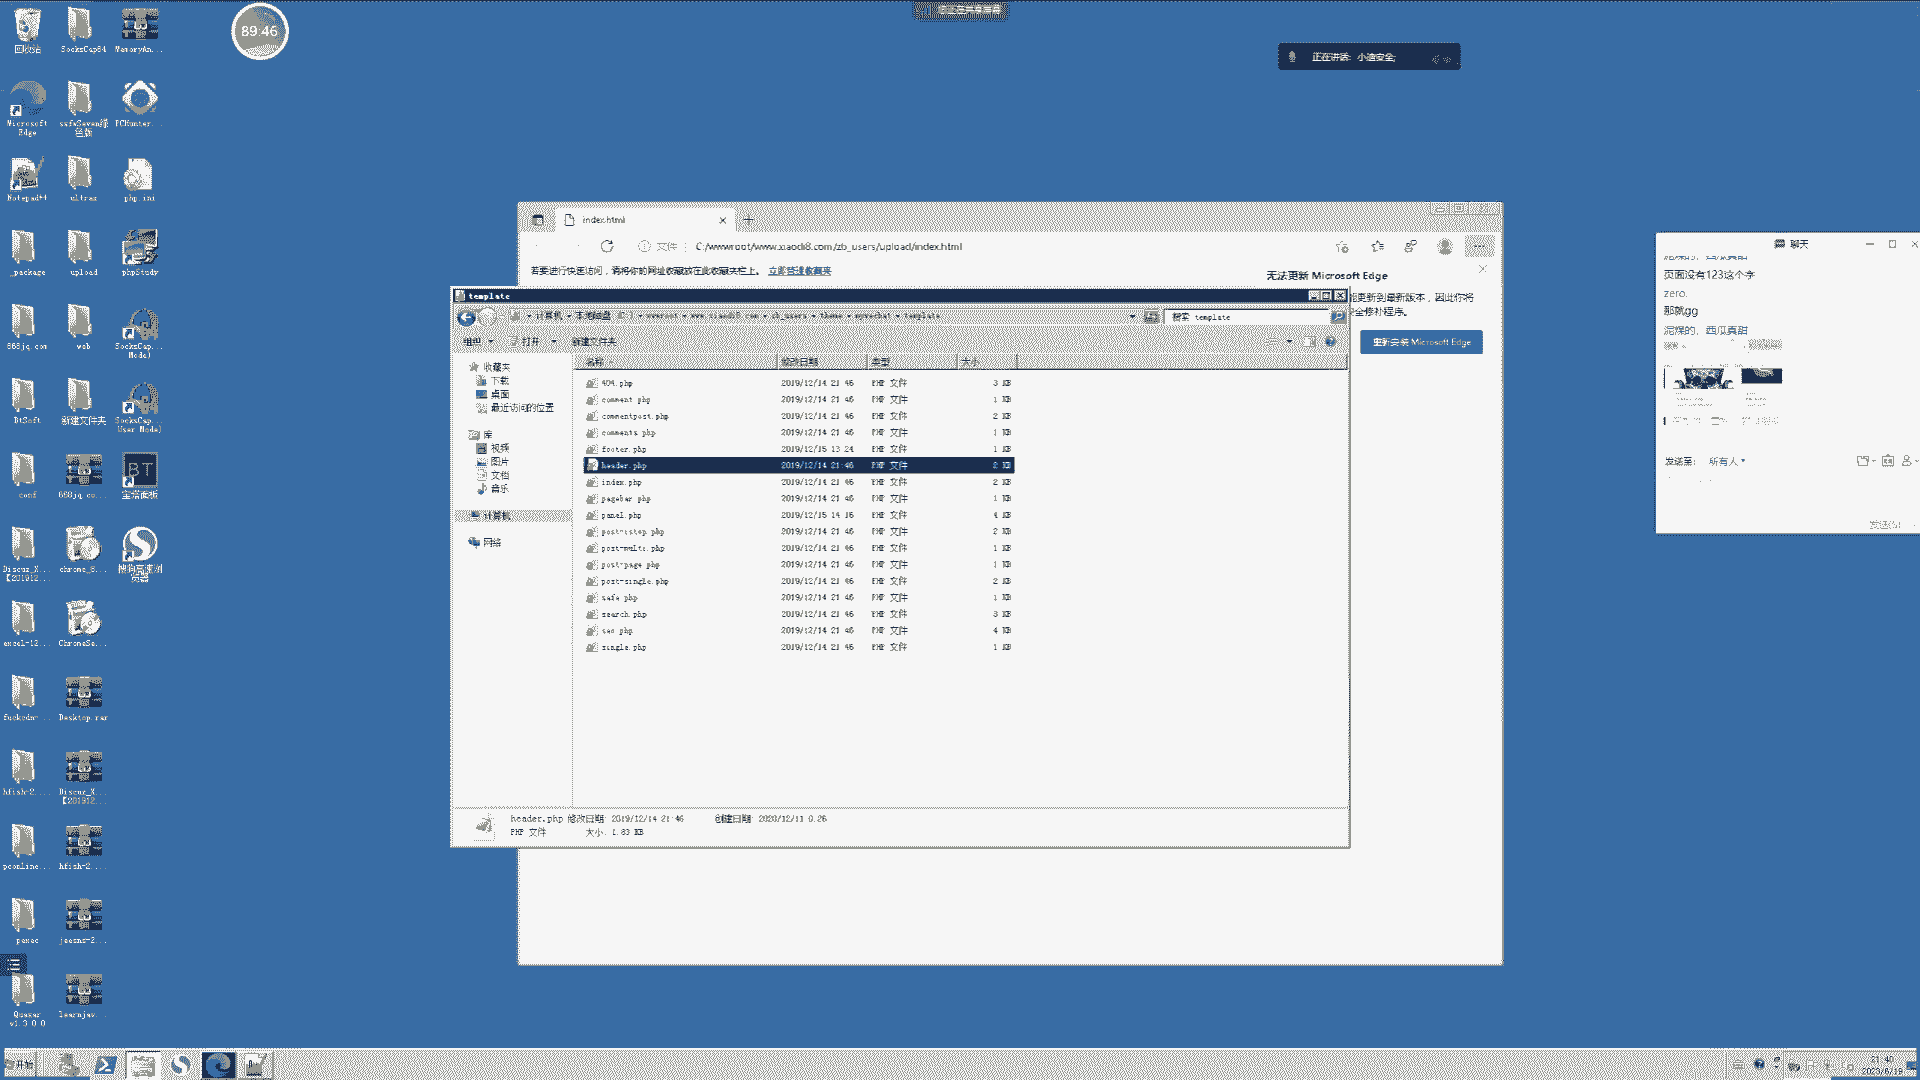 回收站
SocksCap64
MemoryAn...
89:46
正在讲话: 小迪安全;
Microsoft Edge
PCHunter...
Notepad++
ultrax
php.ini
_package
upload
phpStudy
668jq.com
web
SocksCap...
Mode)
DtSoft
新建文件夹
SocksCap...
User Mode)
conf
668jq.co...
宝塔面板
Discuz_X...
【201912...
chrome_8...
搜狗高速浏览器
excel-12...
ChromeSe...
fuckcdn-...
Desktop.rar
hfish-2...
Discuz_X...
【201912...
hfish-2...
psexec
jeecms-2...
Quasar
v1.3.0.0
learnjav...
index.html
文件
C:/wwwroot/www.xiaodi8.com/zb_users/upload/index.html
若要进行快速访问，请将你的网址收藏放在此收藏夹栏上。 立即管理收藏夹
无法更新 Microsoft Edge
能更新到最新版本，因此你将
安全修补程序。
重新安装 Microsoft Edge
template
计算机 本地磁盘 (C:) wwwroot www.xiaodi8.com zb_users theme mywechat template
搜索 template
组织 打开 新建文件夹
收藏夹
下载
桌面
最近访问的位置
库
视频
图片
文档
音乐
计算机
网络
名称 修改日期 类型 大小
404.php 2019/12/14 21:46 PHP 文件 3 KB
comment.php 2019/12/14 21:46 PHP 文件 1 KB
commentpost.php 2019/12/14 21:46 PHP 文件 2 KB
comments.php 2019/12/14 21:46 PHP 文件 1 KB
footer.php 2019/12/15 13:24 PHP 文件 1 KB
header.php 2019/12/14 21:46 PHP 文件 2 KB
index.php 2019/12/14 21:46 PHP 文件 2 KB
pagebar.php 2019/12/14 21:46 PHP 文件 1 KB
panel.php 2019/12/15 14:16 PHP 文件 4 KB
post-istop.php 2019/12/14 21:46 PHP 文件 2 KB
post-multi.php 2019/12/14 21:46 PHP 文件 1 KB
post-page.php 2019/12/14 21:46 PHP 文件 1 KB
post-single.php 2019/12/14 21:46 PHP 文件 2 KB
safe.php 2019/12/14 21:46 PHP 文件 1 KB
search.php 2019/12/14 21:46 PHP 文件 3 KB
seo.php 2019/12/14 21:46 PHP 文件 4 KB
single.php 2019/12/14 21:46 PHP 文件 1 KB
header.php 修改日期: 2019/12/14 21:46 创建日期: 2020/12/11 0:26
PHP 文件 大小: 1.83 KB
聊天
页面没有123这个字
zero.
那就gg
泥煤的，西瓜真甜
发送至: 所有人
发送(S)
开始
21:40
2023/6/19